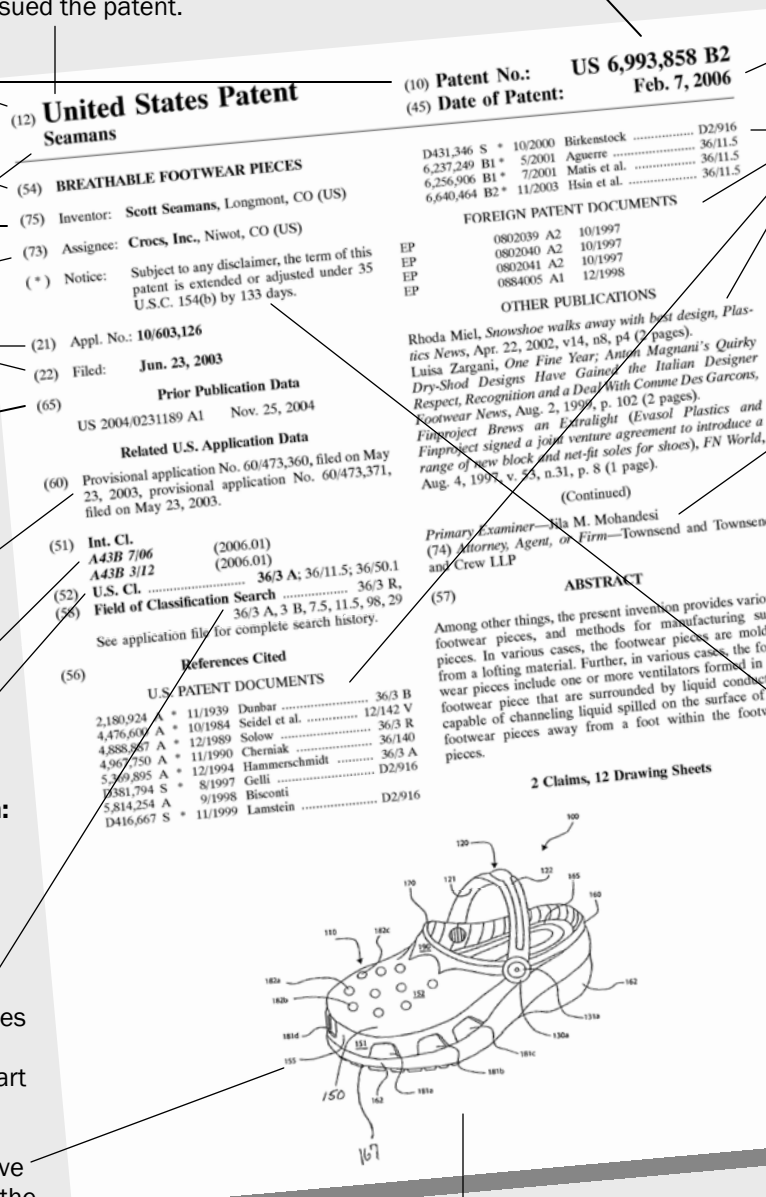 sued the patent.
(12) United States Patent
Seamans
(10) Patent No.: US 6,993,858 B2
(45) Date of Patent: Feb. 7, 2006
(54) BREATHABLE FOOTWEAR PIECES
(75) Inventor: Scott Seamans, Longmont, CO (US)
(73) Assignee: Crocs, Inc., Niwot, CO (US)
( * ) Notice: Subject to any disclaimer, the term of this
patent is extended or adjusted under 35
U.S.C. 154(b) by 133 days.
(21) Appl. No.: 10/603,126
(22) Filed: Jun. 23, 2003
(65) Prior Publication Data
US 2004/0231189 A1 Nov. 25, 2004
Related U.S. Application Data
(60) Provisional application No. 60/473,360, filed on May
23, 2003, provisional application No. 60/473,371,
filed on May 23, 2003.
(51) Int. Cl.
A43B 7/06 (2006.01)
A43B 3/12 (2006.01)
(52) U.S. Cl. ........................ 36/3 A; 36/11.5; 36/50.1
(58) Field of Classification Search .................. 36/3 R,
36/3 A, 3 B, 7.5, 11.5, 98, 29
See application file for complete search history.
(56) References Cited
U.S. PATENT DOCUMENTS
2,180,924 A * 11/1939 Dunbar ........................ 36/3 B
4,476,600 A * 10/1984 Seidel et al. .............. 12/142 V
4,888,887 A * 12/1989 Solow ........................ 36/3 R
4,967,750 A * 11/1990 Cherniak .................... 36/140
5,369,895 A * 12/1994 Hammerschmidt .......... 36/3 A
D381,794 S * 8/1997 Gelli ........................ D2/916
5,814,254 A 9/1998 Bisconti
D416,667 S * 11/1999 Lamstein .................... D2/916
D431,346 S * 10/2000 Birkenstock .................. D2/916
6,237,249 B1 * 5/2001 Aguerre ...................... 36/11.5
6,256,906 B1 * 7/2001 Matis et al. .................. 36/11.5
6,640,464 B2 * 11/2003 Hsin et al. .................. 36/11.5
FOREIGN PATENT DOCUMENTS
EP 0802039 A2 10/1997
EP 0802040 A2 10/1997
EP 0802041 A2 10/1997
EP 0884005 A1 12/1998
OTHER PUBLICATIONS
Rhoda Miel, Snowshoe walks away with best design, Plas-
tics News, Apr. 22, 2002, v14, n8, p4 (2 pages).
Luisa Zargani, One Fine Year; Anton Magnani's Quirky
Dry-Shod Designs Have Gained the Italian Designer
Respect, Recognition and a Deal With Comme Des Garcons,
Footwear News, Aug. 2, 1999, p. 102 (2 pages).
Finproject Brews an Extralight (Evasol Plastics and
Finproject signed a joint venture agreement to introduce a
range of new block and net-fit soles for shoes), FN World,
Aug. 4, 1997, v. 53, n.31, p. 8 (1 page).
(Continued)
Primary Examiner—Jila M. Mohandesi
(74) Attorney, Agent, or Firm—Townsend and Townsend
and Crew LLP
(57) ABSTRACT
Among other things, the present invention provides vario
footwear pieces, and methods for manufacturing su
pieces. In various cases, the footwear pieces are mold
from a lofting material. Further, in various cases, the fo
wear pieces include one or more ventilators formed in
footwear piece that are surrounded by liquid conduc
capable of channeling liquid spilled on the surface of
footwear pieces away from a foot within the footw
pieces.
2 Claims, 12 Drawing Sheets
:
es
art
ve
the
100
120
121
122
165
160
170
110
182c
190
182a
182b
152
162
131a
130a
181d
151
155
181c
181b
181a
150
162
167